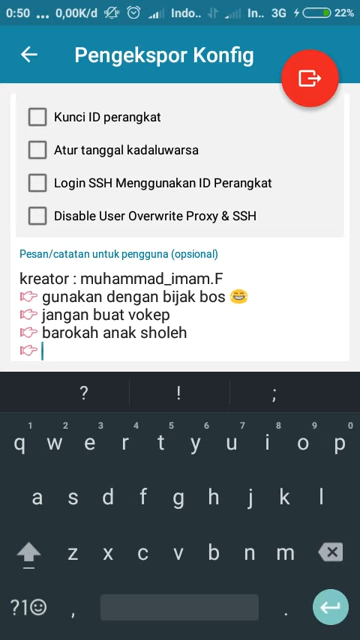 0:50 ... 0,00K/d Indo.. In.. 3G 22%
Pengekspor Konfig
Kunci ID perangkat
Atur tanggal kadaluwarsa
Login SSH Menggunakan ID Perangkat
Disable User Overwrite Proxy & SSH
Pesan/catatan untuk pengguna (opsional)
kreator : muhammad_imam.F
👉 gunakan dengan bijak bos 😁
👉 jangan buat vokep
👉 barokah anak sholeh
👉
? ! ;
1 2 3 4 5 6 7 8 9 0
q w e r t y u i o p
a s d f g h j k l
z x c v b n m
?1☺ , .